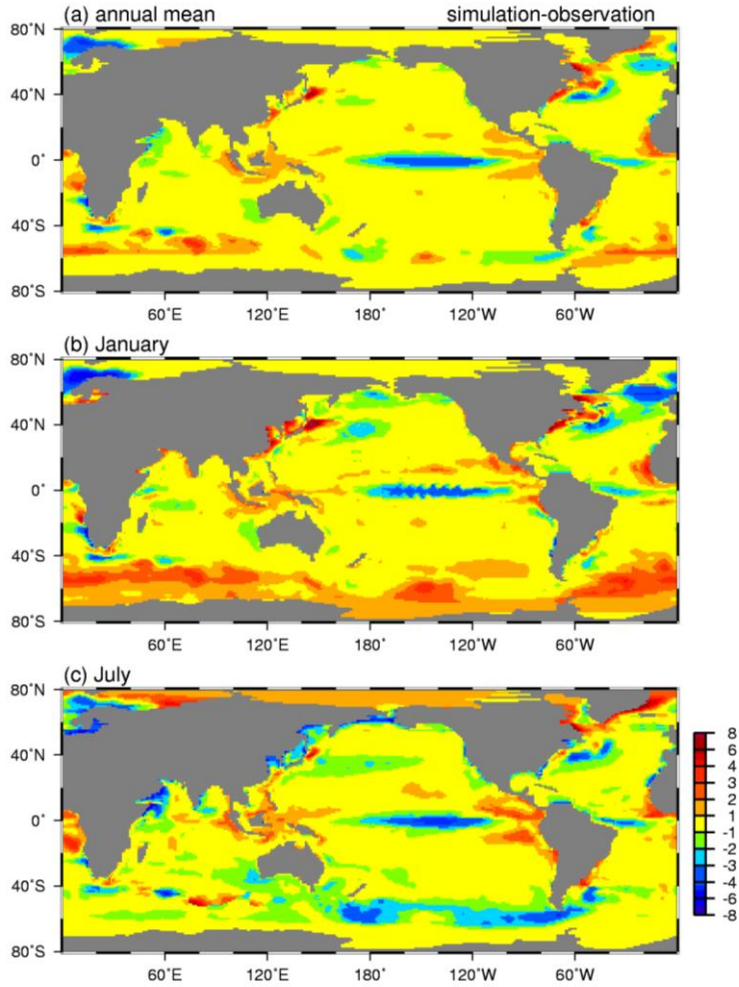 (a) annual mean simulation-observation
80˚N
40˚N
0˚
40˚S
80˚S
60˚E 120˚E 180˚ 120˚W 60˚W
(b) January
80˚N
40˚N
0˚
40˚S
80˚S
60˚E 120˚E 180˚ 120˚W 60˚W
(c) July
80˚N
40˚N
0˚
40˚S
80˚S
60˚E 120˚E 180˚ 120˚W 60˚W
8
6
4
3
2
1
-1
-2
-3
-4
-6
-8